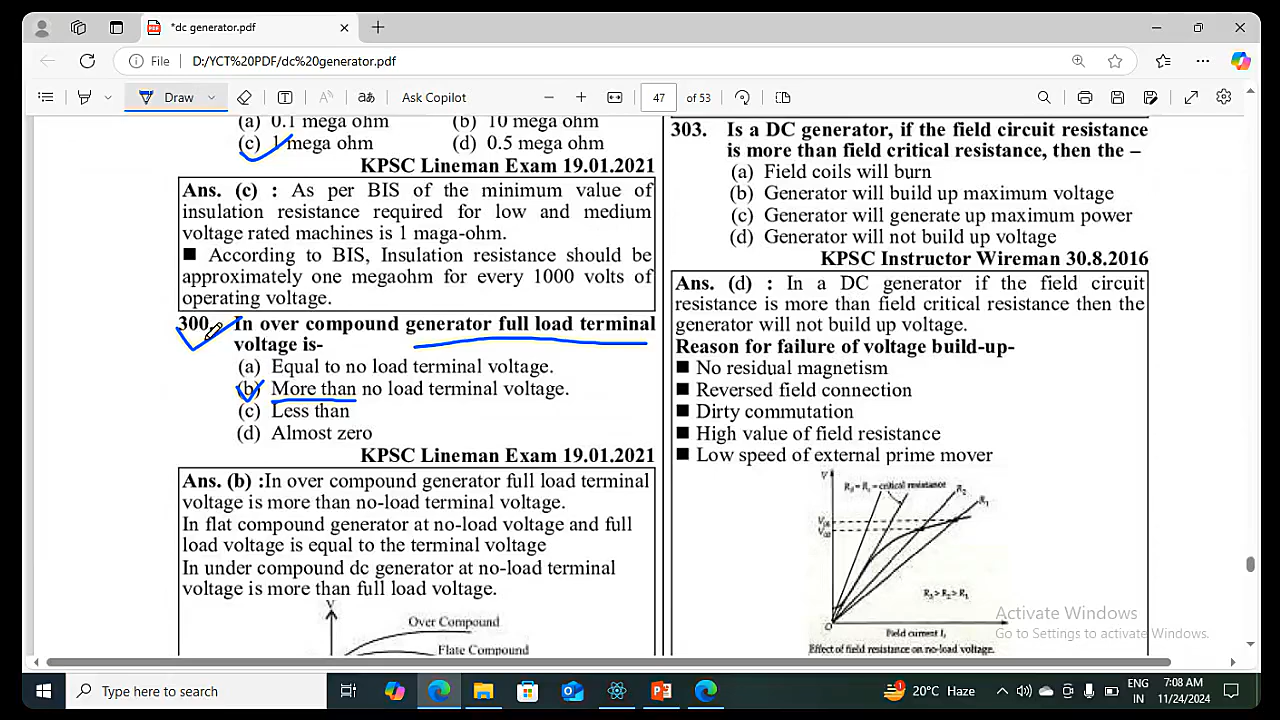 *dc generator.pdf
File
D:/YCT%20PDF/dc%20generator.pdf
Draw
Ask Copilot
47
of 53
(a) 0.1 mega ohm (b) 10 mega ohm
(c) 1 mega ohm (d) 0.5 mega ohm
KPSC Lineman Exam 19.01.2021
Ans. (c) : As per BIS of the minimum value of
insulation resistance required for low and medium
voltage rated machines is 1 maga-ohm.
■ According to BIS, Insulation resistance should be
approximately one megaohm for every 1000 volts of
operating voltage.
300. In over compound generator full load terminal
voltage is-
(a) Equal to no load terminal voltage.
(b) More than no load terminal voltage.
(c) Less than
(d) Almost zero
KPSC Lineman Exam 19.01.2021
Ans. (b) :In over compound generator full load terminal
voltage is more than no-load terminal voltage.
In flat compound generator at no-load voltage and full
load voltage is equal to the terminal voltage
In under compound dc generator at no-load terminal
voltage is more than full load voltage.
V
Over Compound
Flate Compound
303. Is a DC generator, if the field circuit resistance
is more than field critical resistance, then the –
(a) Field coils will burn
(b) Generator will build up maximum voltage
(c) Generator will generate up maximum power
(d) Generator will not build up voltage
KPSC Instructor Wireman 30.8.2016
Ans. (d) : In a DC generator if the field circuit
resistance is more than field critical resistance then the
generator will not build up voltage.
Reason for failure of voltage build-up-
■ No residual magnetism
■ Reversed field connection
■ Dirty commutation
■ High value of field resistance
■ Low speed of external prime mover
V
critical resistance
R2
R1
R3> R2> R1
O
Field current If
Effect of field resistance on no-load voltage.
Activate Windows
Go to Settings to activate Windows.
Type here to search
20°C Haze
ENG
IN
7:08 AM
11/24/2024